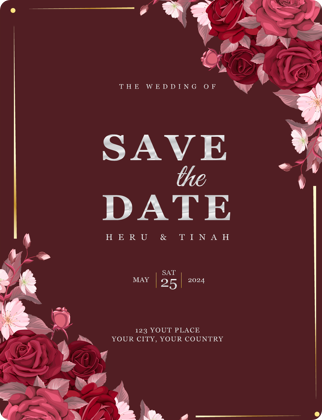 THE WEDDING OF
SAVE
the
DATE
HERU & TINAH
SAT
MAY 25 2024
123 YOUT PLACE
YOUR CITY, YOUR COUNTRY